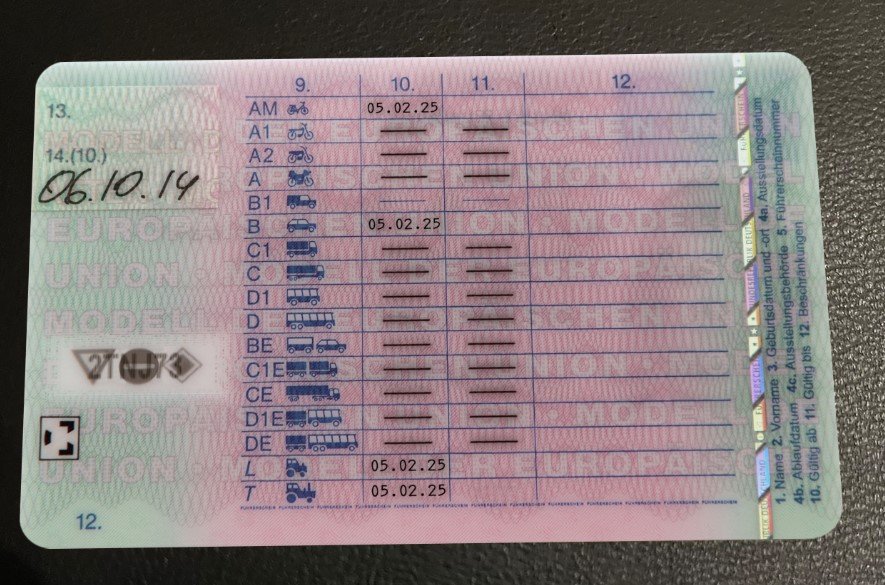 9. 10. 11. 12.
13.
14.(10.)
06.10.14
AM 05.02.25
A1 —— ——
A2 —— ——
A —— ——
B1 —— ——
B 05.02.25
C1 —— ——
C —— ——
D1 —— ——
D —— ——
BE —— ——
C1E —— ——
CE —— ——
D1E —— ——
DE —— ——
L 05.02.25
T 05.02.25
2TNJ73
12.
1. Name 2. Vorname 3. Geburtsdatum und -ort 4a. Ausstellungsdatum
4b. Ablaufdatum 4c. Ausstellungsbehörde 5. Führerscheinnummer
10. Gültig ab 11. Gültig bis 12. Beschränkungen